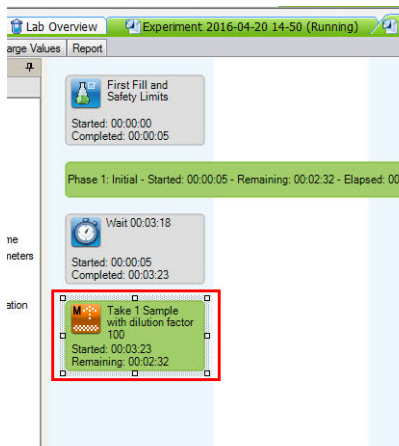 Lab Overview
Experiment 2016-04-20 14-50 (Running)
arge Values
Report
First Fill and
Safety Limits
Started: 00:00:00
Completed: 00:00:05
Phase 1: Initial - Started: 00:00:05 - Remaining: 00:02:32 - Elapsed: 00
Wait 00:03:18
Started: 00:00:05
Completed: 00:03:23
me
meters
ation
M
Take 1 Sample
with dilution factor
100
Started: 00:03:23
Remaining: 00:02:32